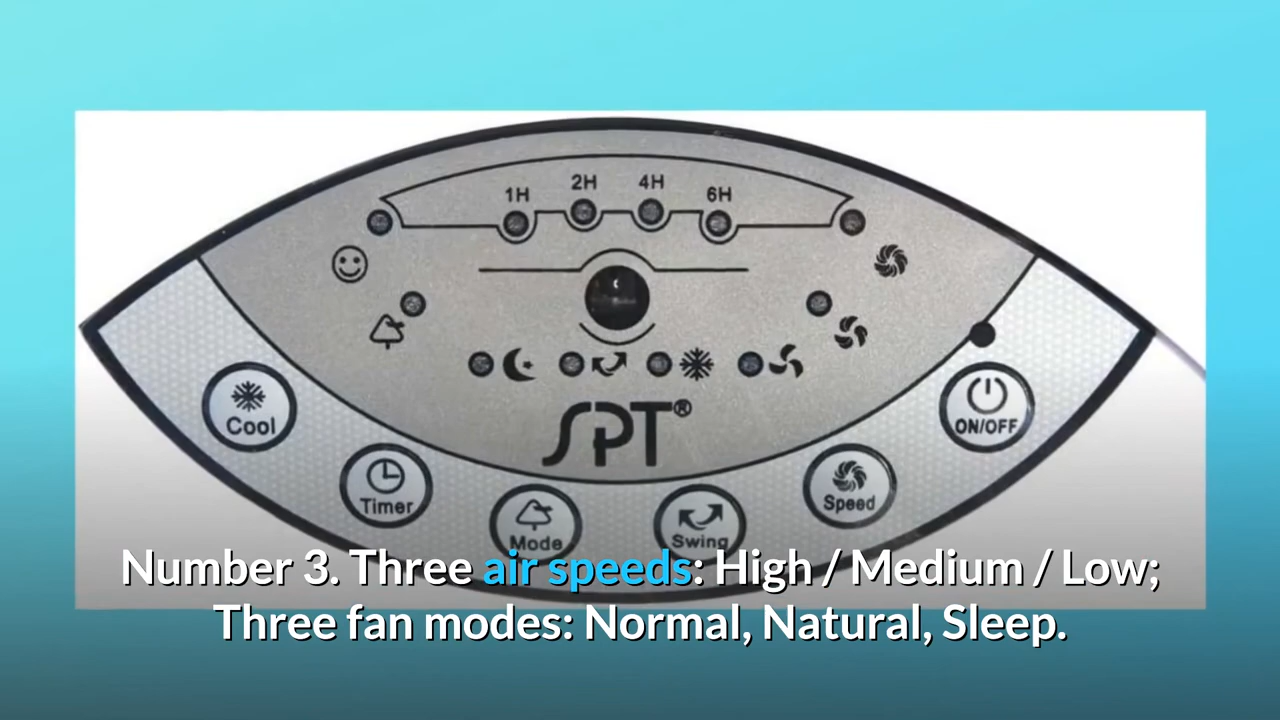 1H 2H 4H 6H
SPT®
Cool
Timer
Mode
Swing
Speed
ON/OFF
Number 3. Three air speeds: High / Medium / Low;
Three fan modes: Normal, Natural, Sleep.